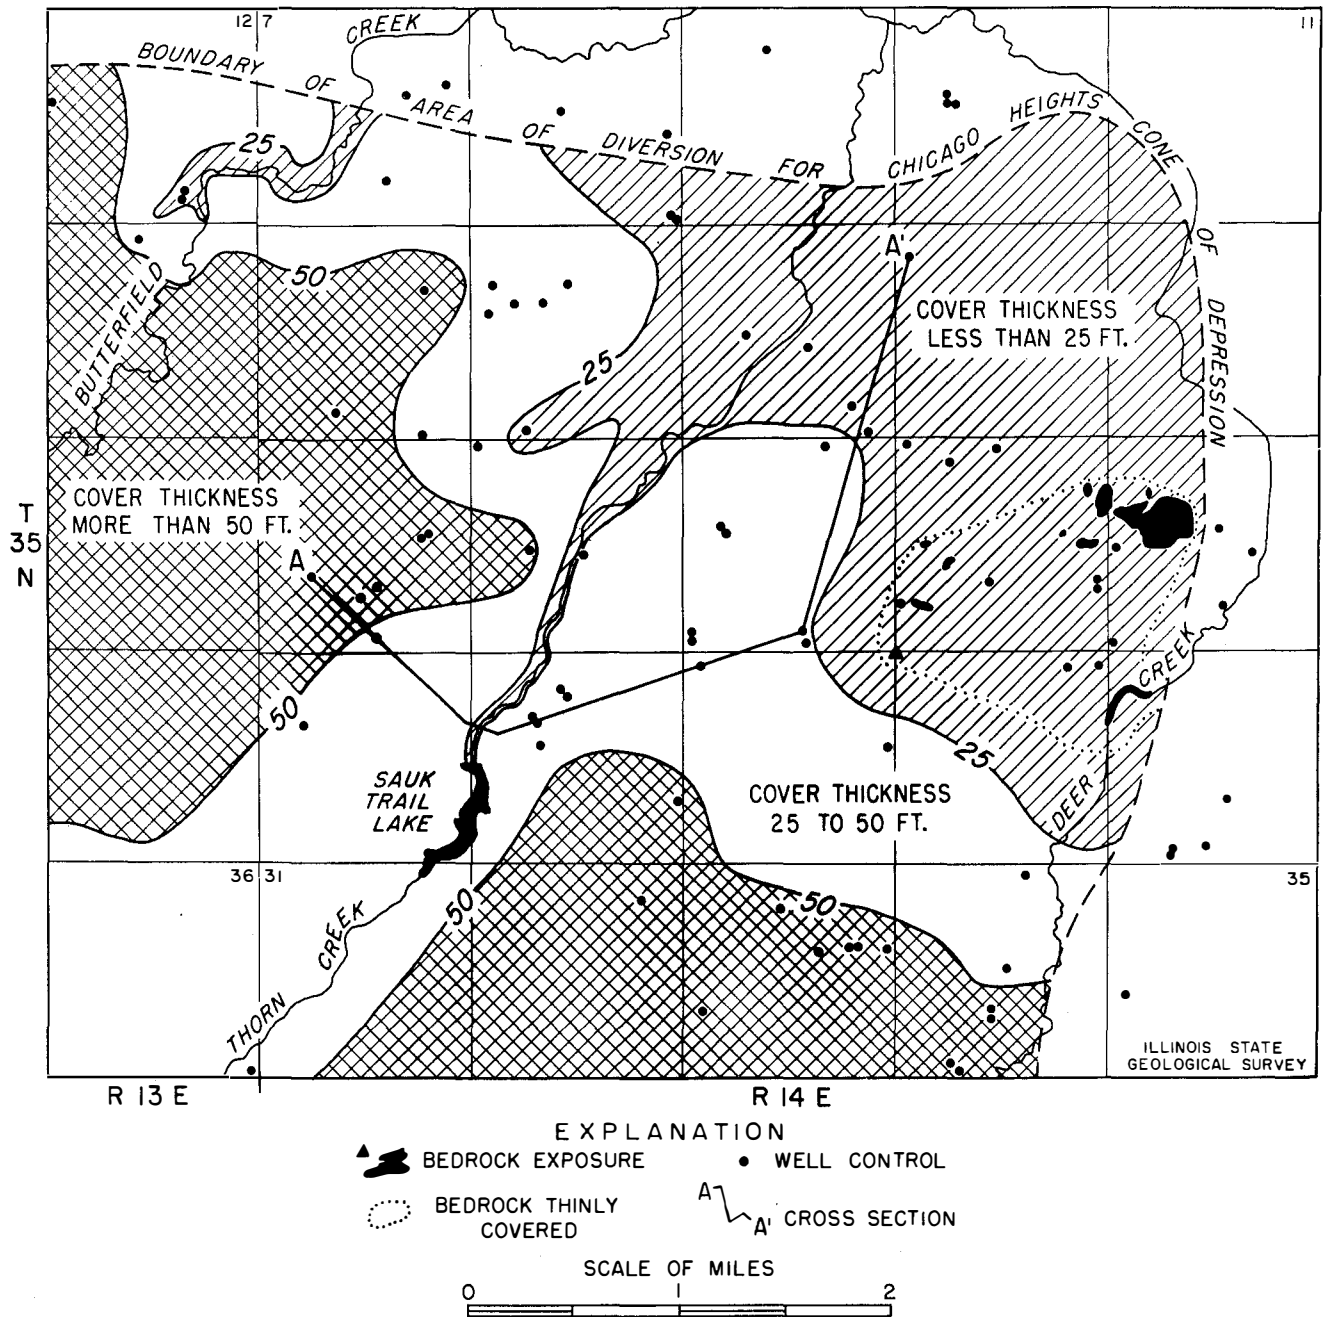 12 7
11
CREEK
BOUNDARY OF AREA OF DIVERSION FOR CHICAGO HEIGHTS CONE OF DEPRESSION
25
50
BUTTERFIELD
A'
COVER THICKNESS
LESS THAN 25 FT.
25
COVER THICKNESS
MORE THAN 50 FT.
T
35
N
A
CREEK
50
25
SAUK
TRAIL
LAKE
COVER THICKNESS
25 TO 50 FT.
DEER
36 31
35
50
50
CREEK
THORN
ILLINOIS STATE
GEOLOGICAL SURVEY
R 13 E
R 14 E
EXPLANATION
BEDROCK EXPOSURE
WELL CONTROL
BEDROCK THINLY
COVERED
A
A' CROSS SECTION
SCALE OF MILES
0 1 2